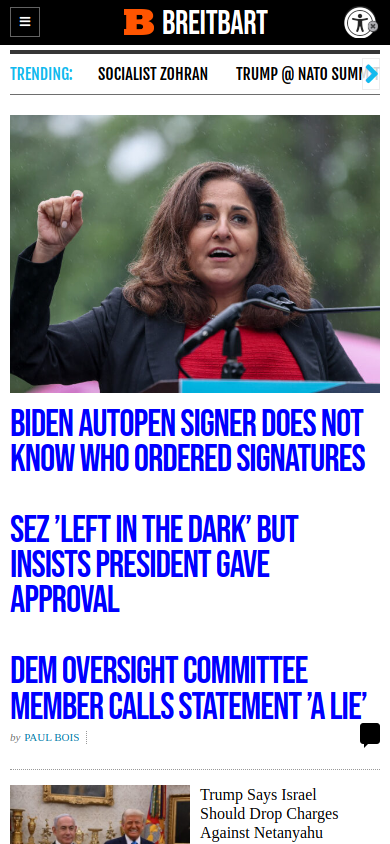 B BREITBART
TRENDING: SOCIALIST ZOHRAN TRUMP @ NATO
BIDEN AUTOPEN SIGNER DOES NOT
KNOW WHO ORDERED SIGNATURES
SEZ ’LEFT IN THE DARK’ BUT
INSISTS PRESIDENT GAVE
APPROVAL
DEM OVERSIGHT COMMITTEE
MEMBER CALLS STATEMENT ’A LIE’
by PAUL BOIS
Trump Says Israel
Should Drop Charges
Against Netanyahu